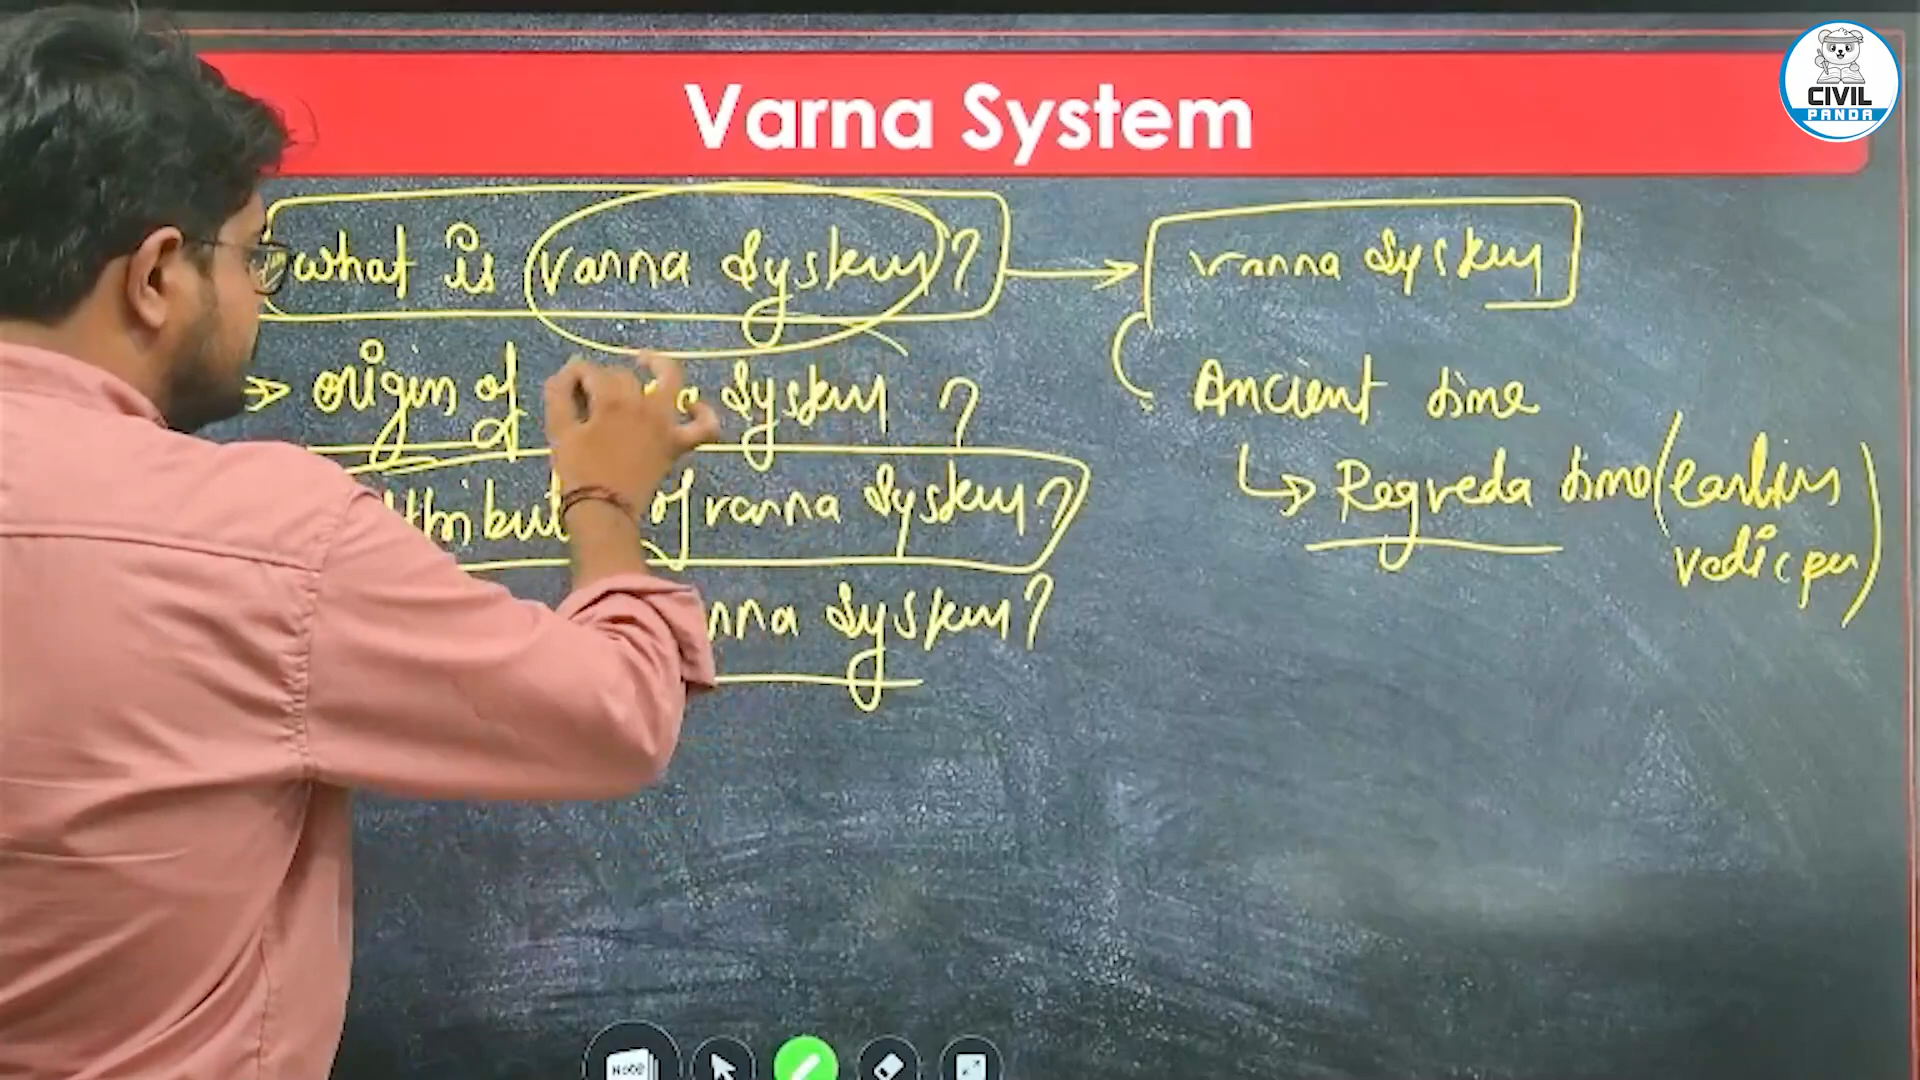 Varna System
CIVIL
PANDA
what is varna System?
varna System
origin of System ?
Ancient time
of varna System?
Regveda time (earlier
vedic per)
System?
NOTE